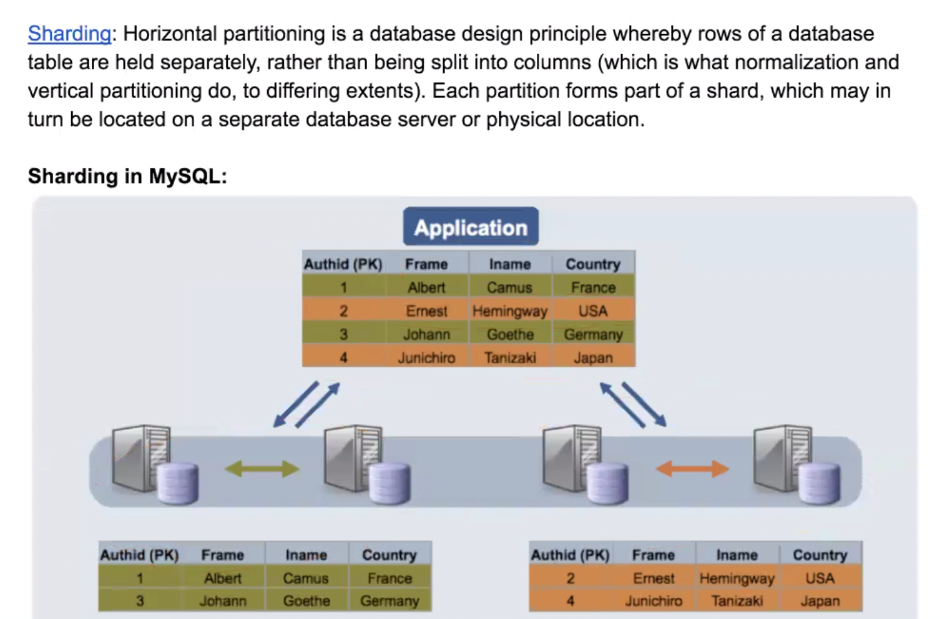 Sharding: Horizontal partitioning is a database design principle whereby rows of a database
table are held separately, rather than being split into columns (which is what normalization and
vertical partitioning do, to differing extents). Each partition forms part of a shard, which may in
turn be located on a separate database server or physical location.
Sharding in MySQL:
Application
Authid (PK) Frame Iname Country
1 Albert Camus France
2 Ernest Hemingway USA
3 Johann Goethe Germany
4 Junichiro Tanizaki Japan
Authid (PK) Frame Iname Country
1 Albert Camus France
3 Johann Goethe Germany
Authid (PK) Frame Iname Country
2 Ernest Hemingway USA
4 Junichiro Tanizaki Japan